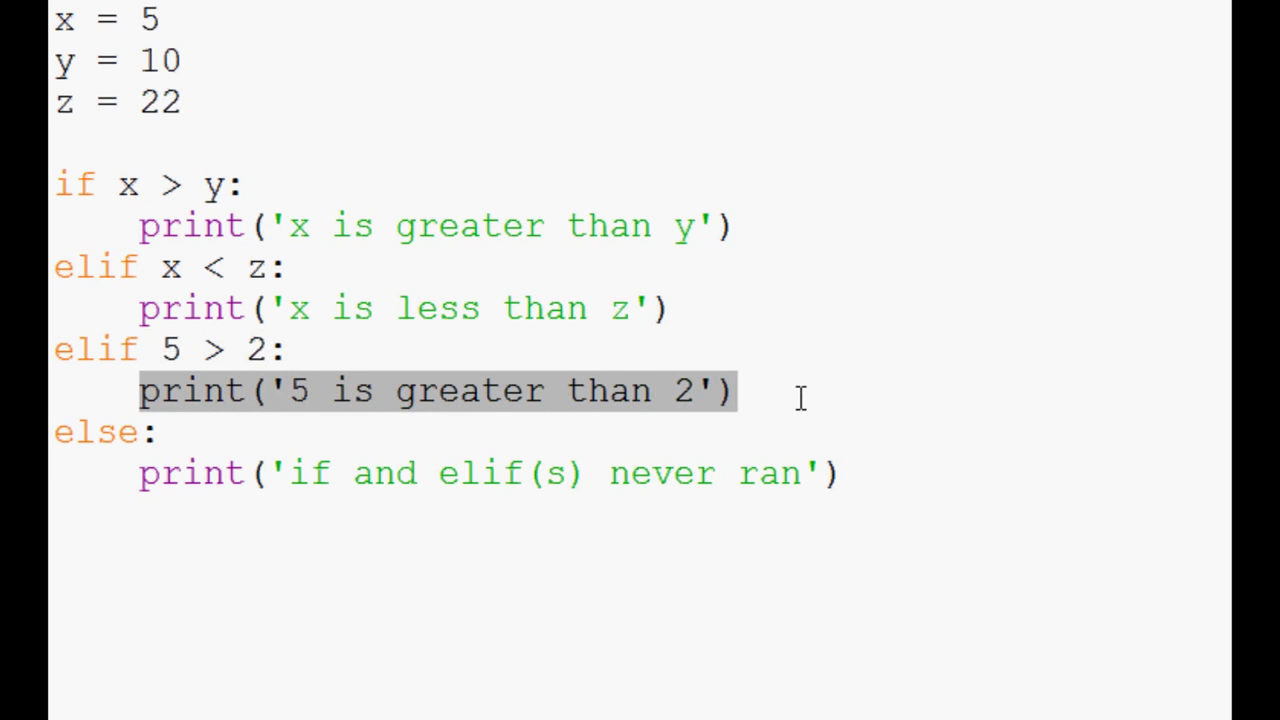 x = 5
y = 10
z = 22

if x > y:
    print('x is greater than y')
elif x < z:
    print('x is less than z')
elif 5 > 2:
    print('5 is greater than 2')
else:
    print('if and elif(s) never ran')